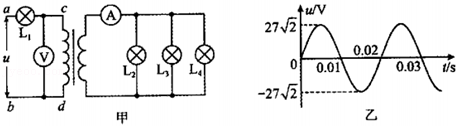 a
L₁
c
A
u
V
L₂
L₃
L₄
b
d
甲
u/V
27√2
0.02
0
0.01
0.03
t/s
-27√2
乙